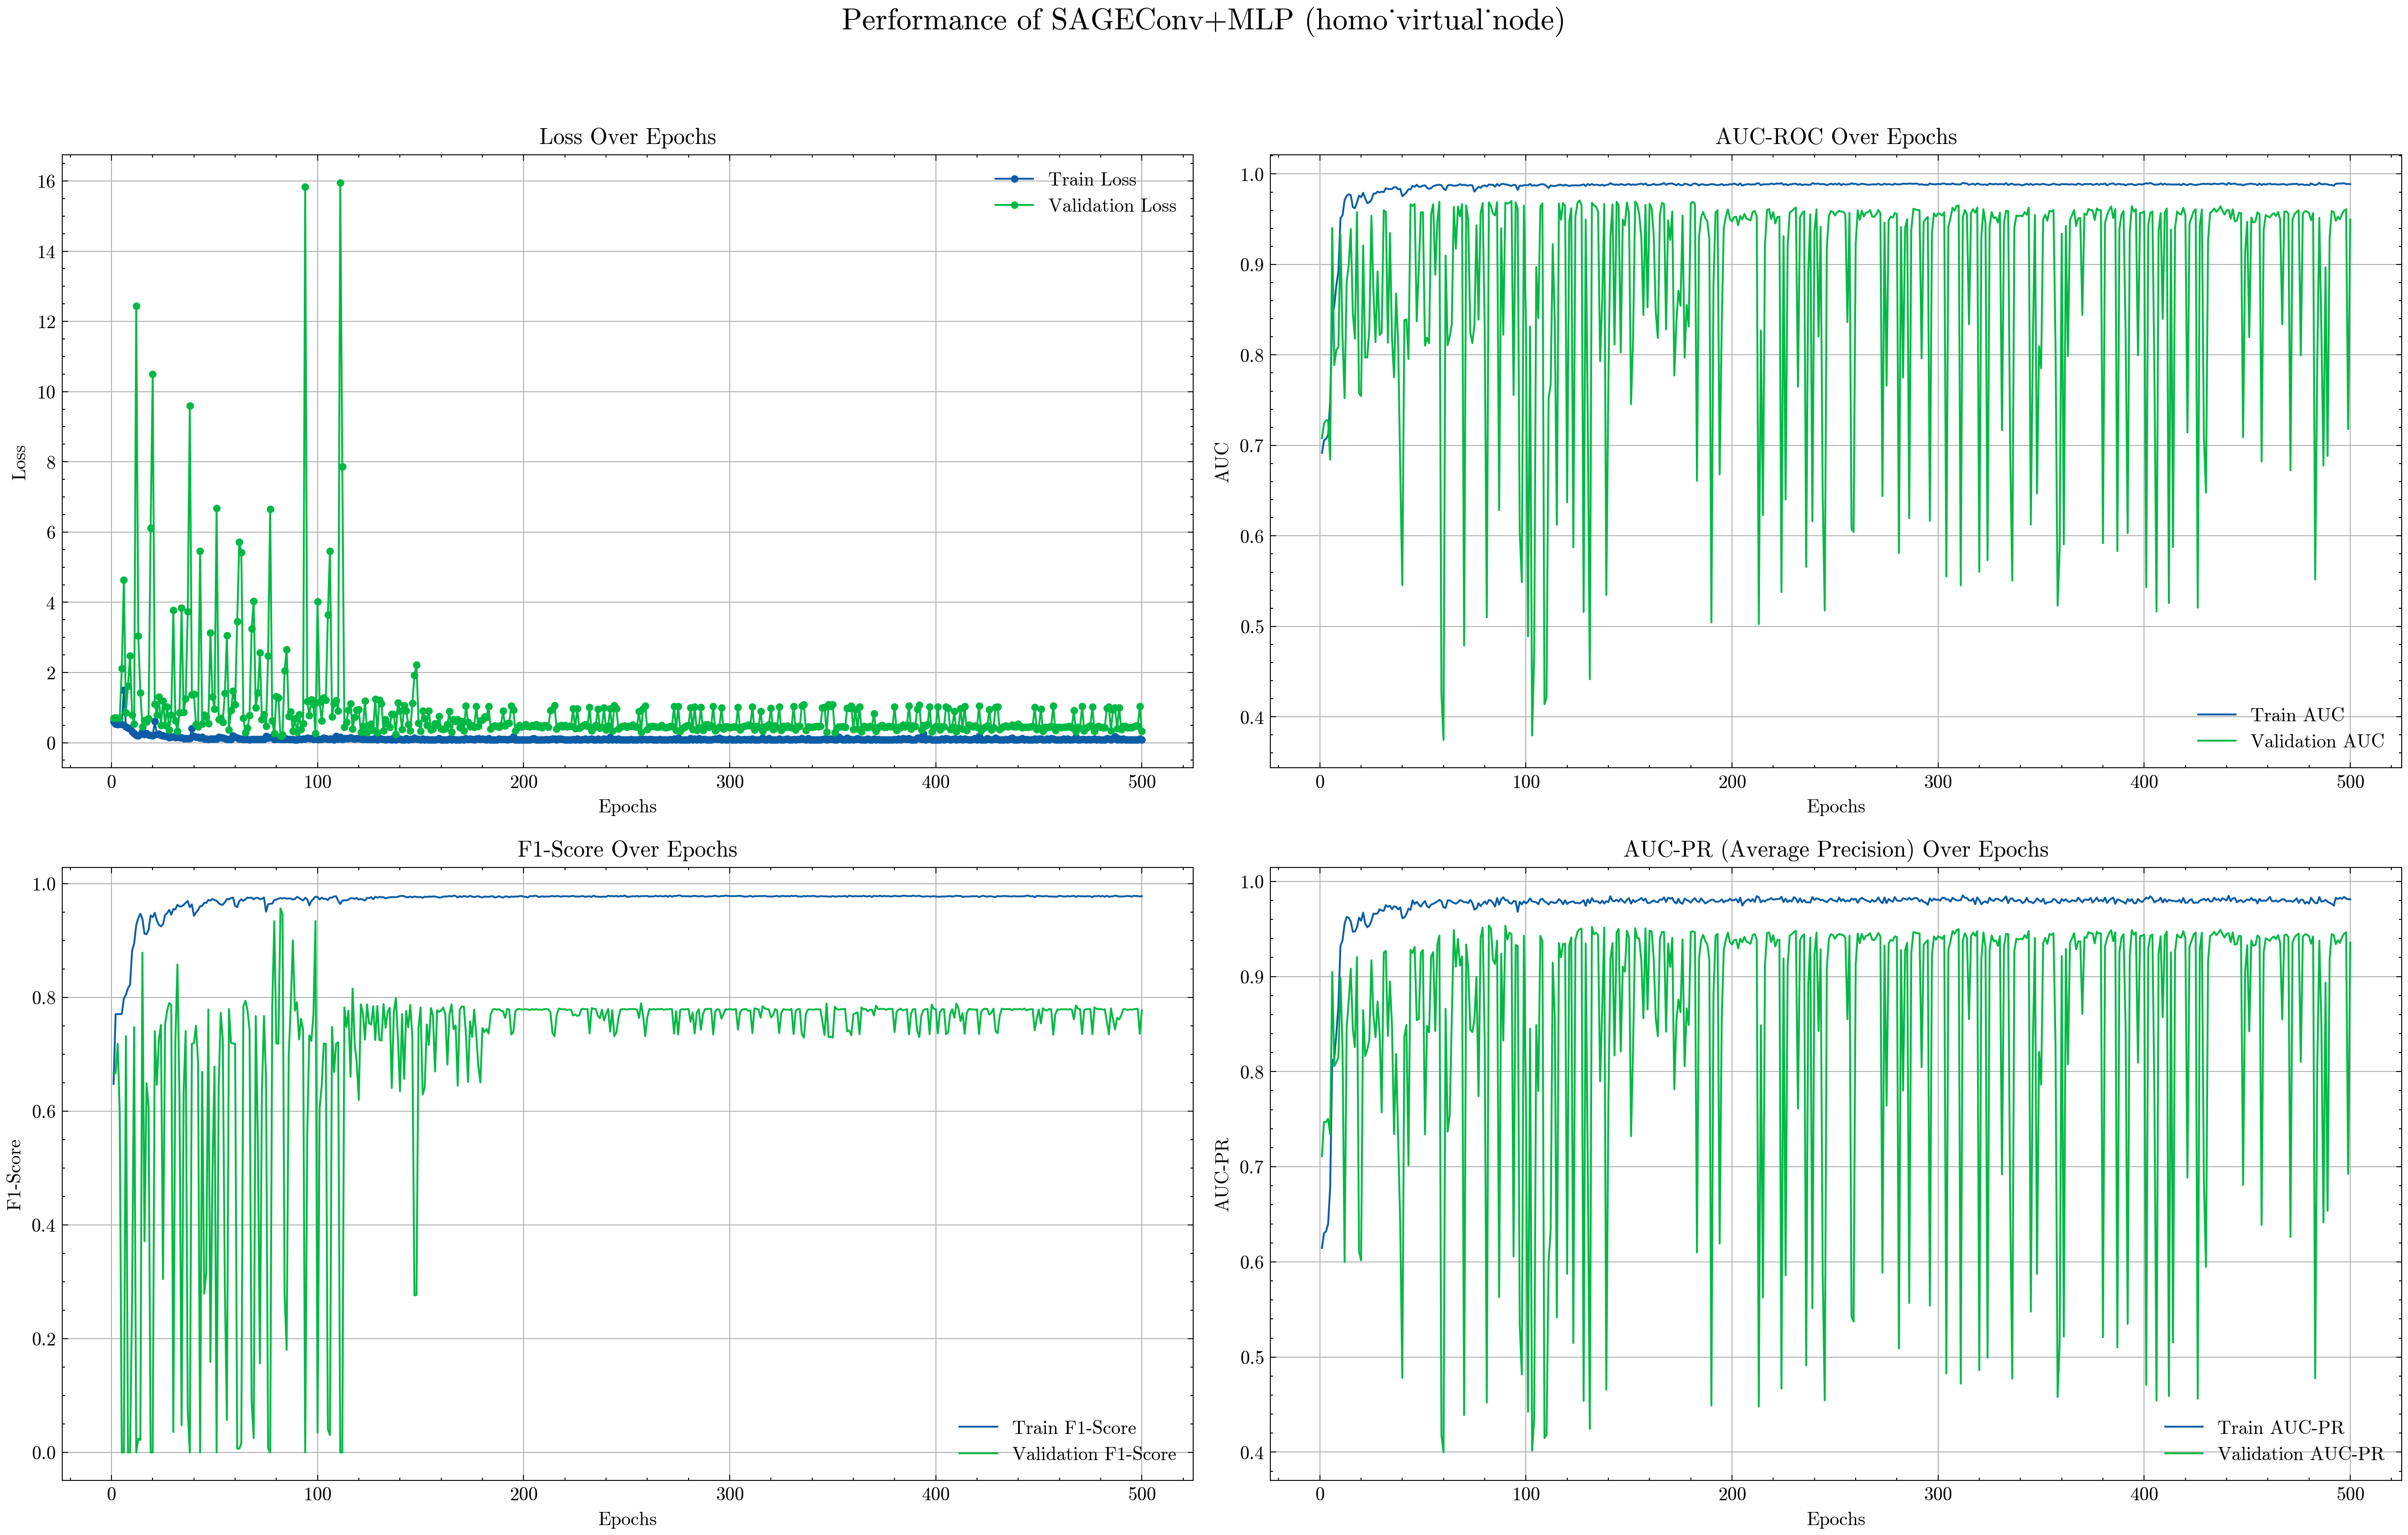 Performance of SAGEConv+MLP (homo˙virtual˙node)
Loss Over Epochs
16
14
12
10
8
6
4
2
0
Loss
Train Loss
Validation Loss
0 100 200 300 400 500
Epochs
AUC-ROC Over Epochs
1.0
0.9
0.8
0.7
0.6
0.5
0.4
AUC
Train AUC
Validation AUC
0 100 200 300 400 500
Epochs
F1-Score Over Epochs
1.0
0.8
0.6
0.4
0.2
0.0
F1-Score
Train F1-Score
Validation F1-Score
0 100 200 300 400 500
Epochs
AUC-PR (Average Precision) Over Epochs
1.0
0.9
0.8
0.7
0.6
0.5
0.4
AUC-PR
Train AUC-PR
Validation AUC-PR
0 100 200 300 400 500
Epochs